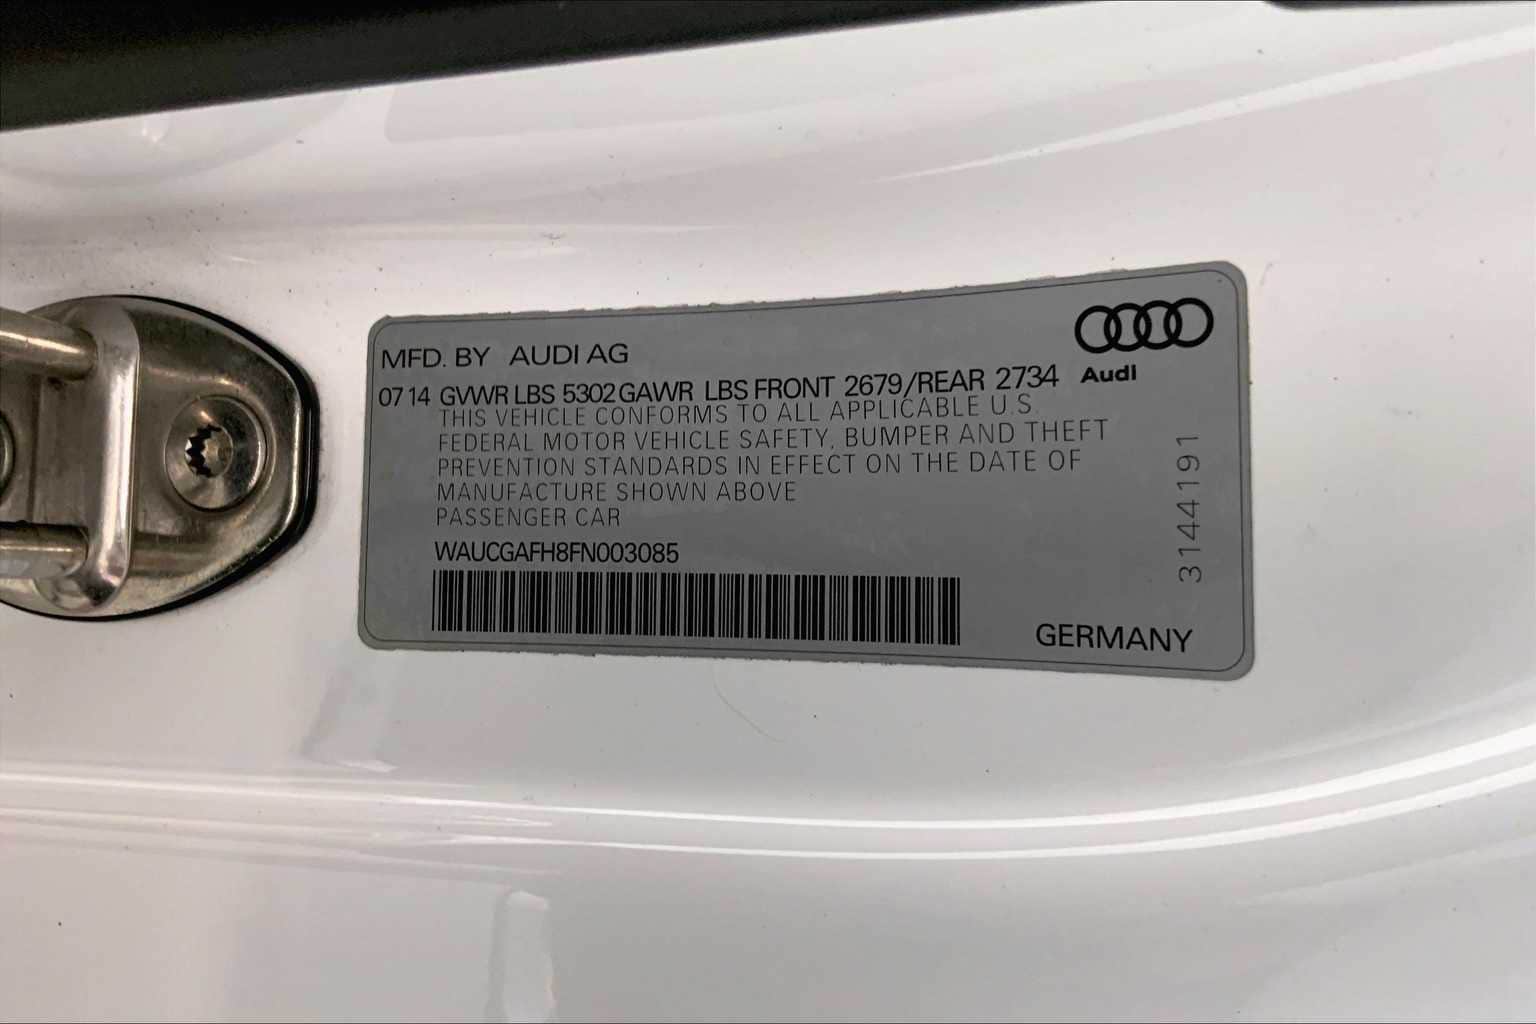 MFD. BY AUDI AG
07 14 GVWR LBS 5302 GAWR LBS FRONT 2679/REAR 2734
Audi
THIS VEHICLE CONFORMS TO ALL APPLICABLE U.S.
FEDERAL MOTOR VEHICLE SAFETY, BUMPER AND THEFT
PREVENTION STANDARDS IN EFFECT ON THE DATE OF
MANUFACTURE SHOWN ABOVE
PASSENGER CAR
WAUCGAFH8FN003085
31444191
GERMANY